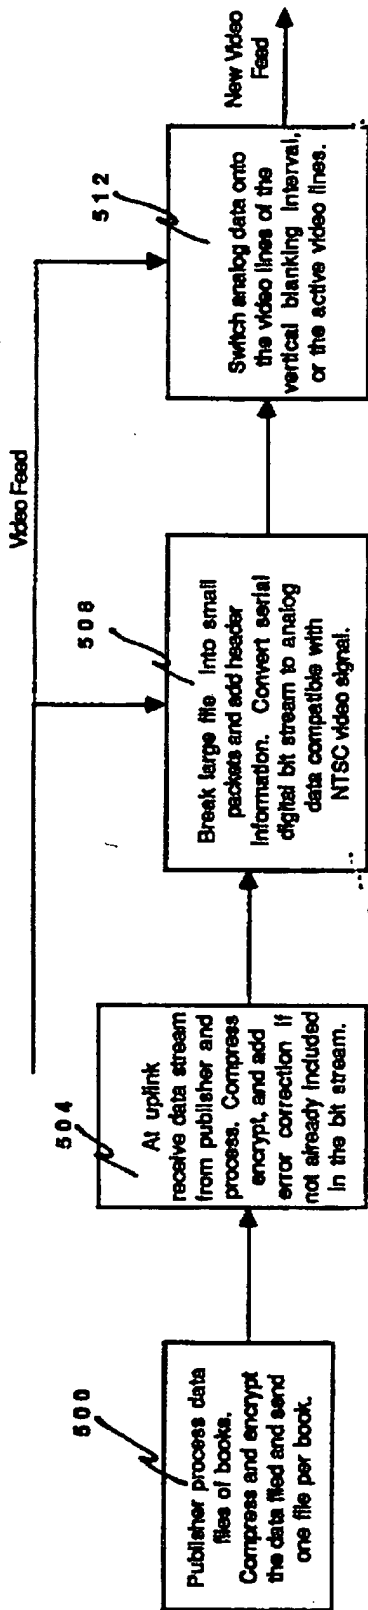 Video Feed
500
Publisher process data
files of books.
Compress and encrypt
the data filed and send
one file per book.
504
At uplink
receive data stream
from publisher and
process. Compress
encrypt, and add
error correction if
not already included
in the bit stream.
508
Break large file into small
packets and add header
information. Convert serial
digital bit stream to analog
data compatible with
NTSC video signal.
512
Switch analog data onto
the video lines of the
vertical blanking interval,
or the active video lines.
New Video
Feed